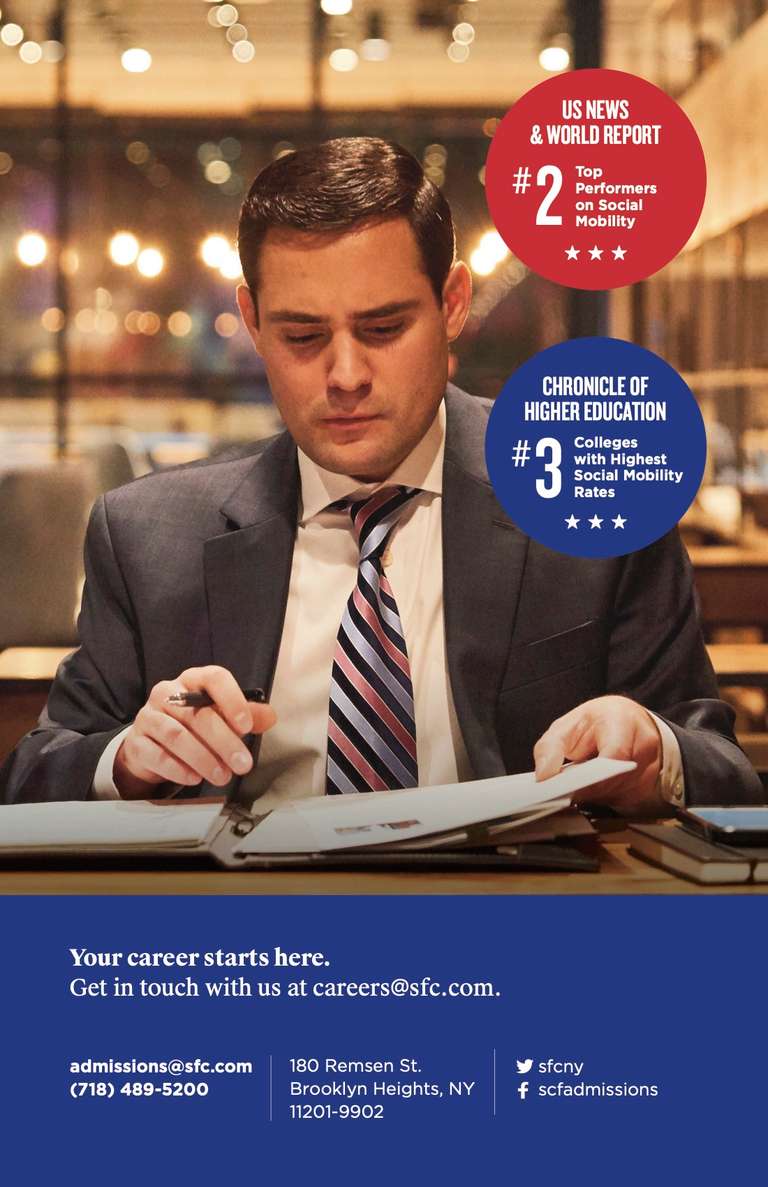 US NEWS
& WORLD REPORT
#2
Top
Performers
on Social
Mobility
CHRONICLE OF
HIGHER EDUCATION
#3
Colleges
with Highest
Social Mobility
Rates
Your career starts here.
Get in touch with us at careers@sfc.com.
admissions@sfc.com
(718) 489-5200
180 Remsen St.
Brooklyn Heights, NY
11201-9902
sfcny
scfadmissions